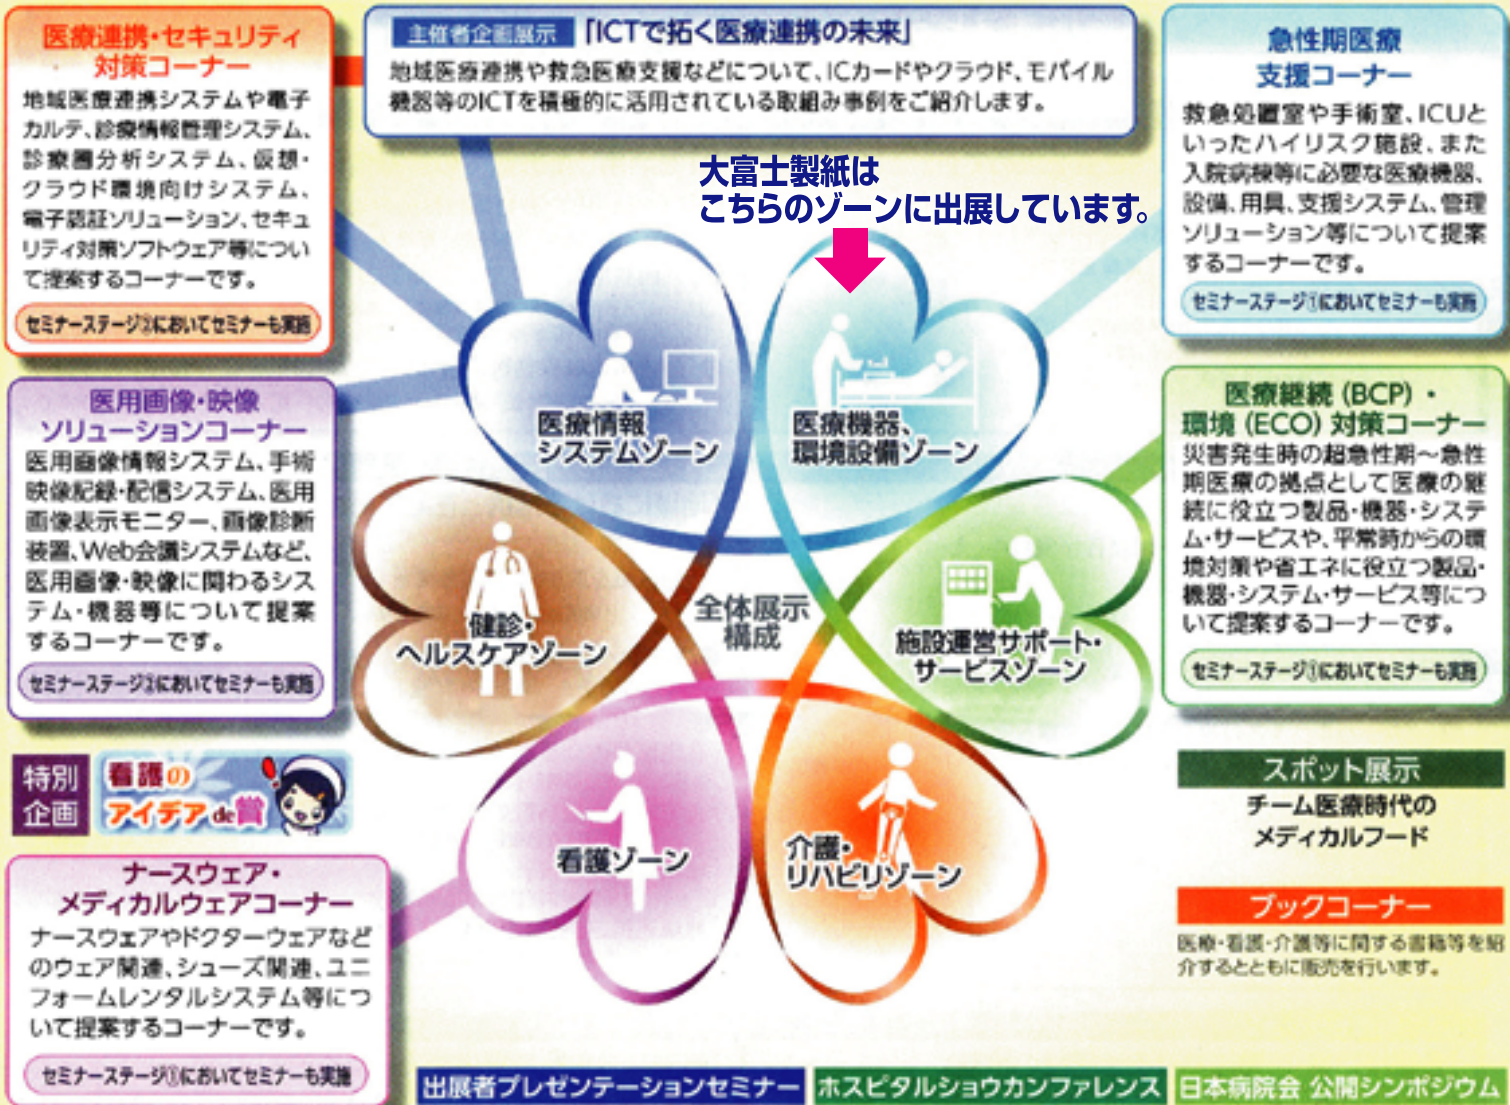 医療連携・セキュリティ
対策コーナー
地域医療連携システムや電子
カルテ、診療情報管理システム、
診療圏分析システム、仮想・
クラウド環境向けシステム、
電子認証ソリューション、セキュ
リティ対策ソフトウェア等につい
て提案するコーナーです。
セミナーステージ②においてセミナーも実施
主催者企画展示 「ICTで拓く医療連携の未来」
地域医療連携や救急医療支援などについて、ICカードやクラウド、モバイル
機器等のICTを積極的に活用されている取組み事例をご紹介します。
急性期医療
支援コーナー
救急処置室や手術室、ICUと
いったハイリスク施設、また
入院病棟等に必要な医療機器、
設備、用具、支援システム、管理
ソリューション等について提案
するコーナーです。
セミナーステージ①においてセミナーも実施
大富士製紙は
こちらのゾーンに出展しています。
医用画像・映像
ソリューションコーナー
医用画像情報システム、手術
映像記録・配信システム、医用
画像表示モニター、画像診断
装置、Web会議システムなど、
医用画像・映像に関わるシス
テム・機器等について提案
するコーナーです。
セミナーステージ②においてセミナーも実施
医療情報
システムゾーン
医療機器、
環境設備ゾーン
健診・
ヘルスケアゾーン
全体展示
構成
施設運営サポート・
サービスゾーン
看護ゾーン
介護・
リハビリゾーン
医療継続 (BCP) ・
環境 (ECO) 対策コーナー
災害発生時の超急性期～急性
期医療の拠点として医療の継
続に役立つ製品・機器・システ
ム・サービスや、平常時からの環
境対策や省エネに役立つ製品・
機器・システム・サービス等につ
いて提案するコーナーです。
セミナーステージ①においてセミナーも実施
特別
企画
看護の
アイデアde賞
ナースウェア・
メディカルウェアコーナー
ナースウェアやドクターウェアなど
のウェア関連、シューズ関連、ユニ
フォームレンタルシステム等につ
いて提案するコーナーです。
セミナーステージ①においてセミナーも実施
スポット展示
チーム医療時代の
メディカルフード
ブックコーナー
医療・看護・介護等に関する書籍等を紹
介するとともに販売を行います。
出展者プレゼンテーションセミナー
ホスピタルショウカンファレンス
日本病院会 公開シンポジウム